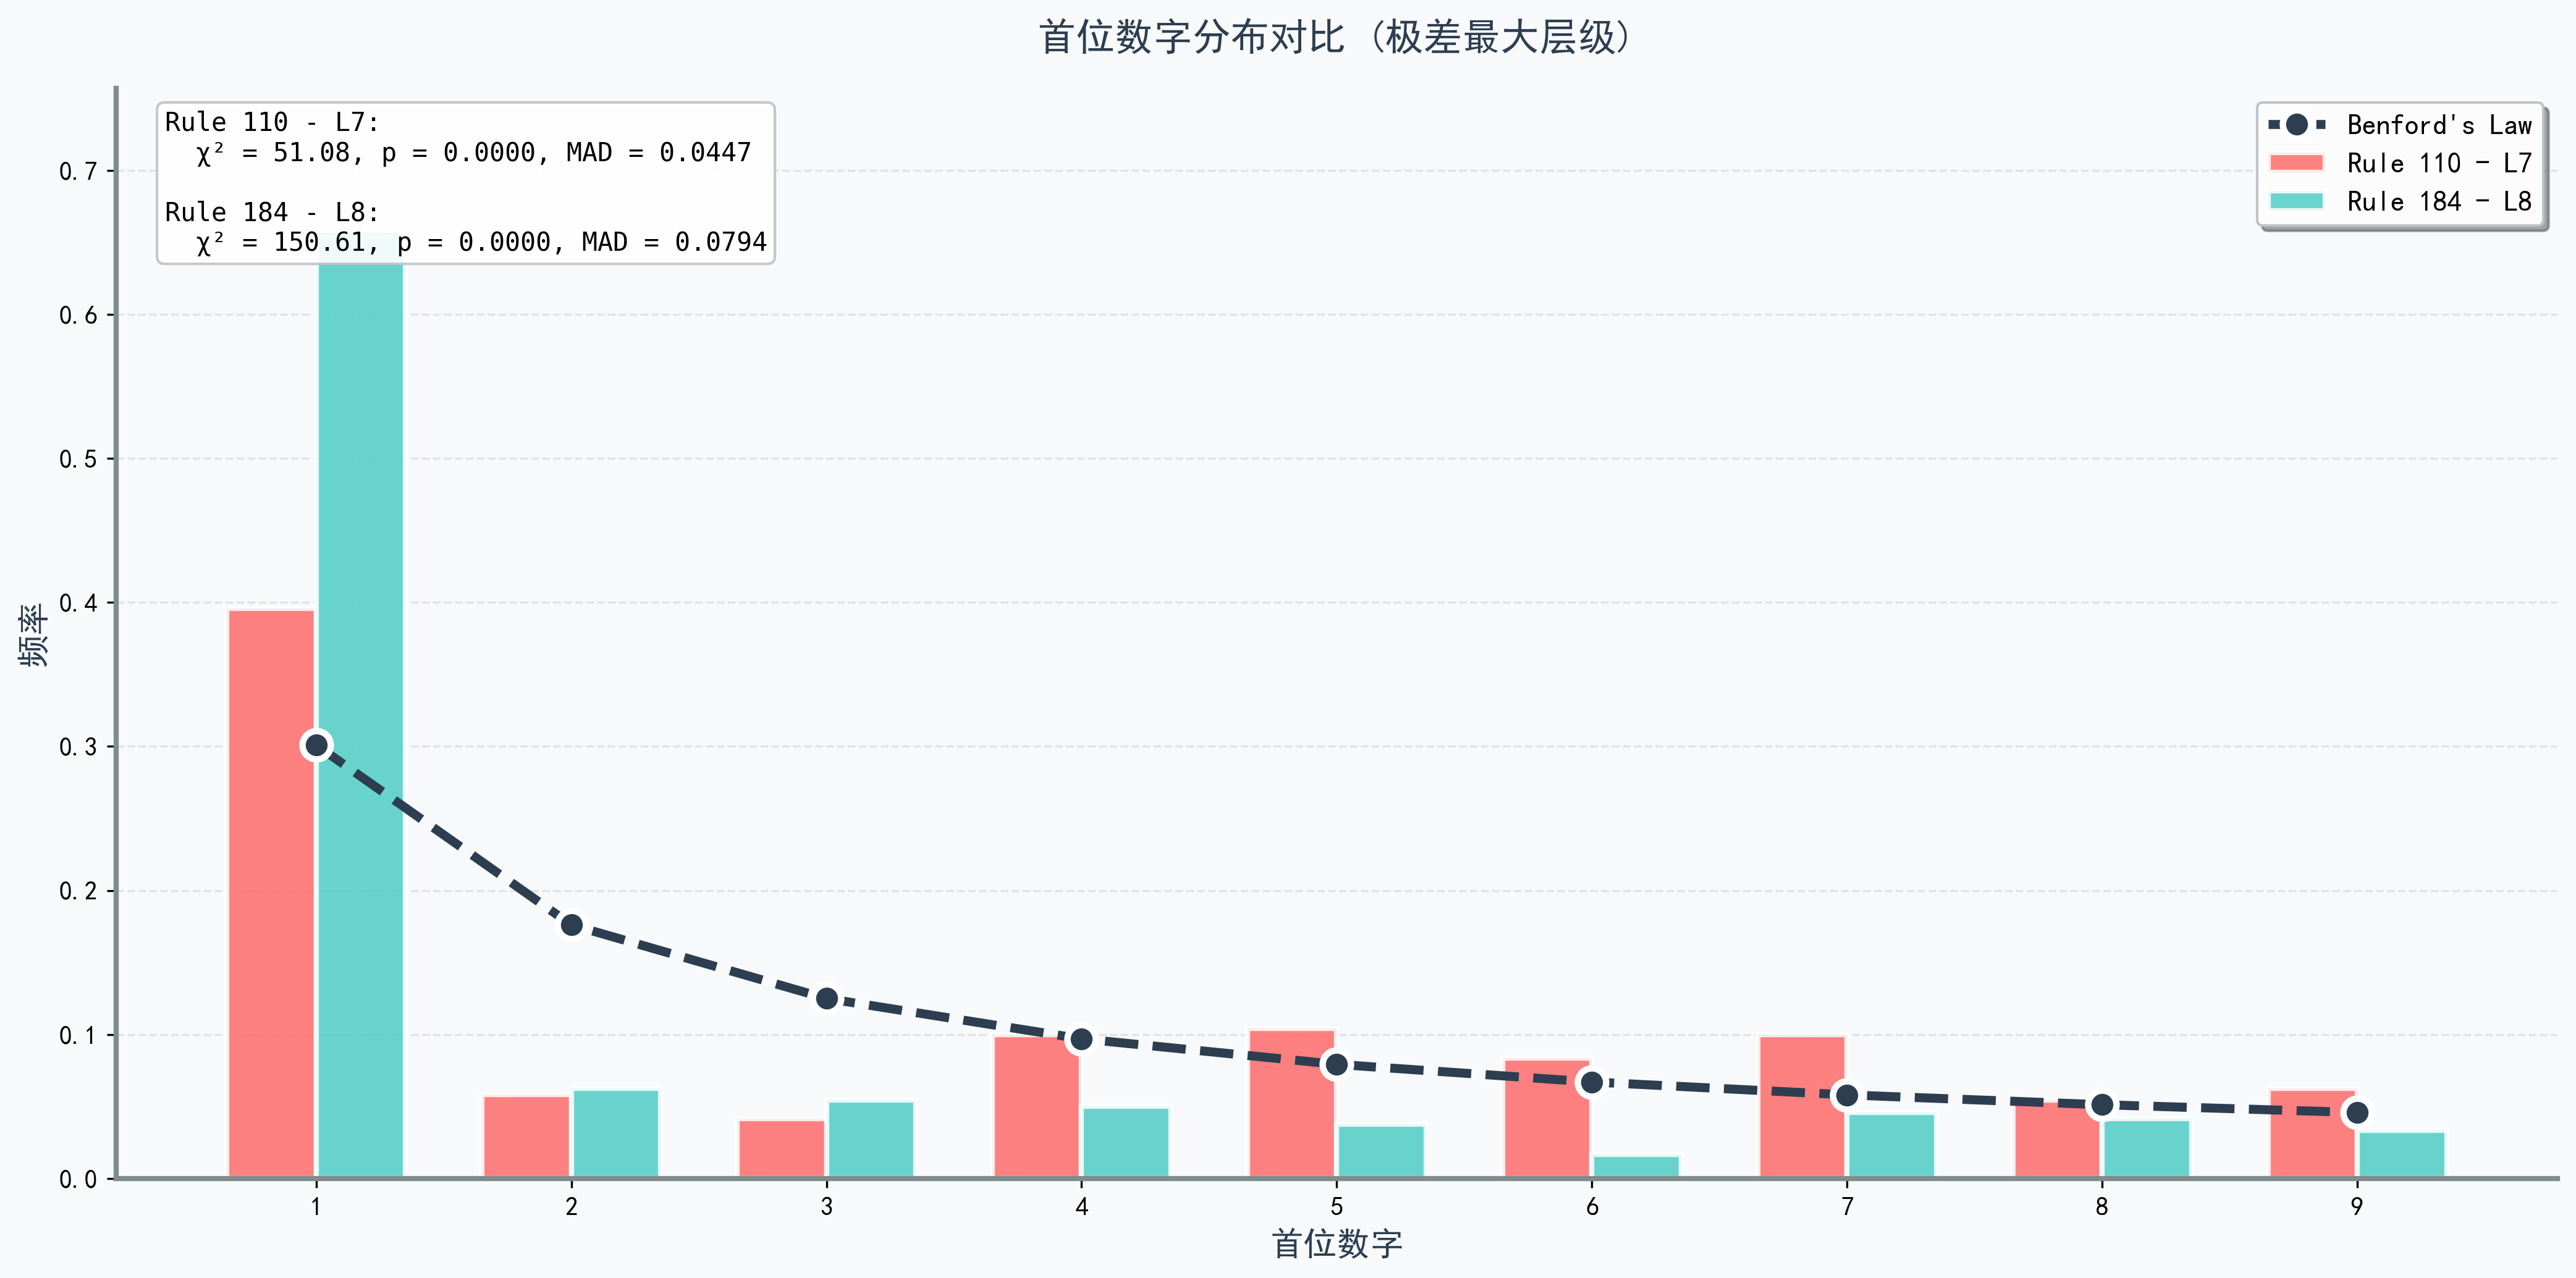 首位数字分布对比 (极差最大层级)
Rule 110 - L7:
χ² = 51.08, p = 0.0000, MAD = 0.0447
Rule 184 - L8:
χ² = 150.61, p = 0.0000, MAD = 0.0794
Benford's Law
Rule 110 - L7
Rule 184 - L8
频率
0.7
0.6
0.5
0.4
0.3
0.2
0.1
0.0
1 2 3 4 5 6 7 8 9
首位数字